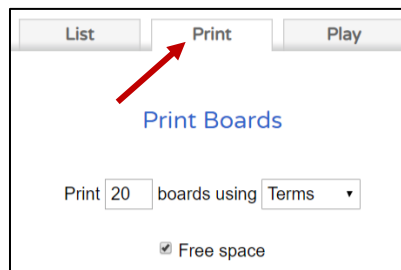 List Print Play
Print Boards
Print 20 boards using Terms
Free space